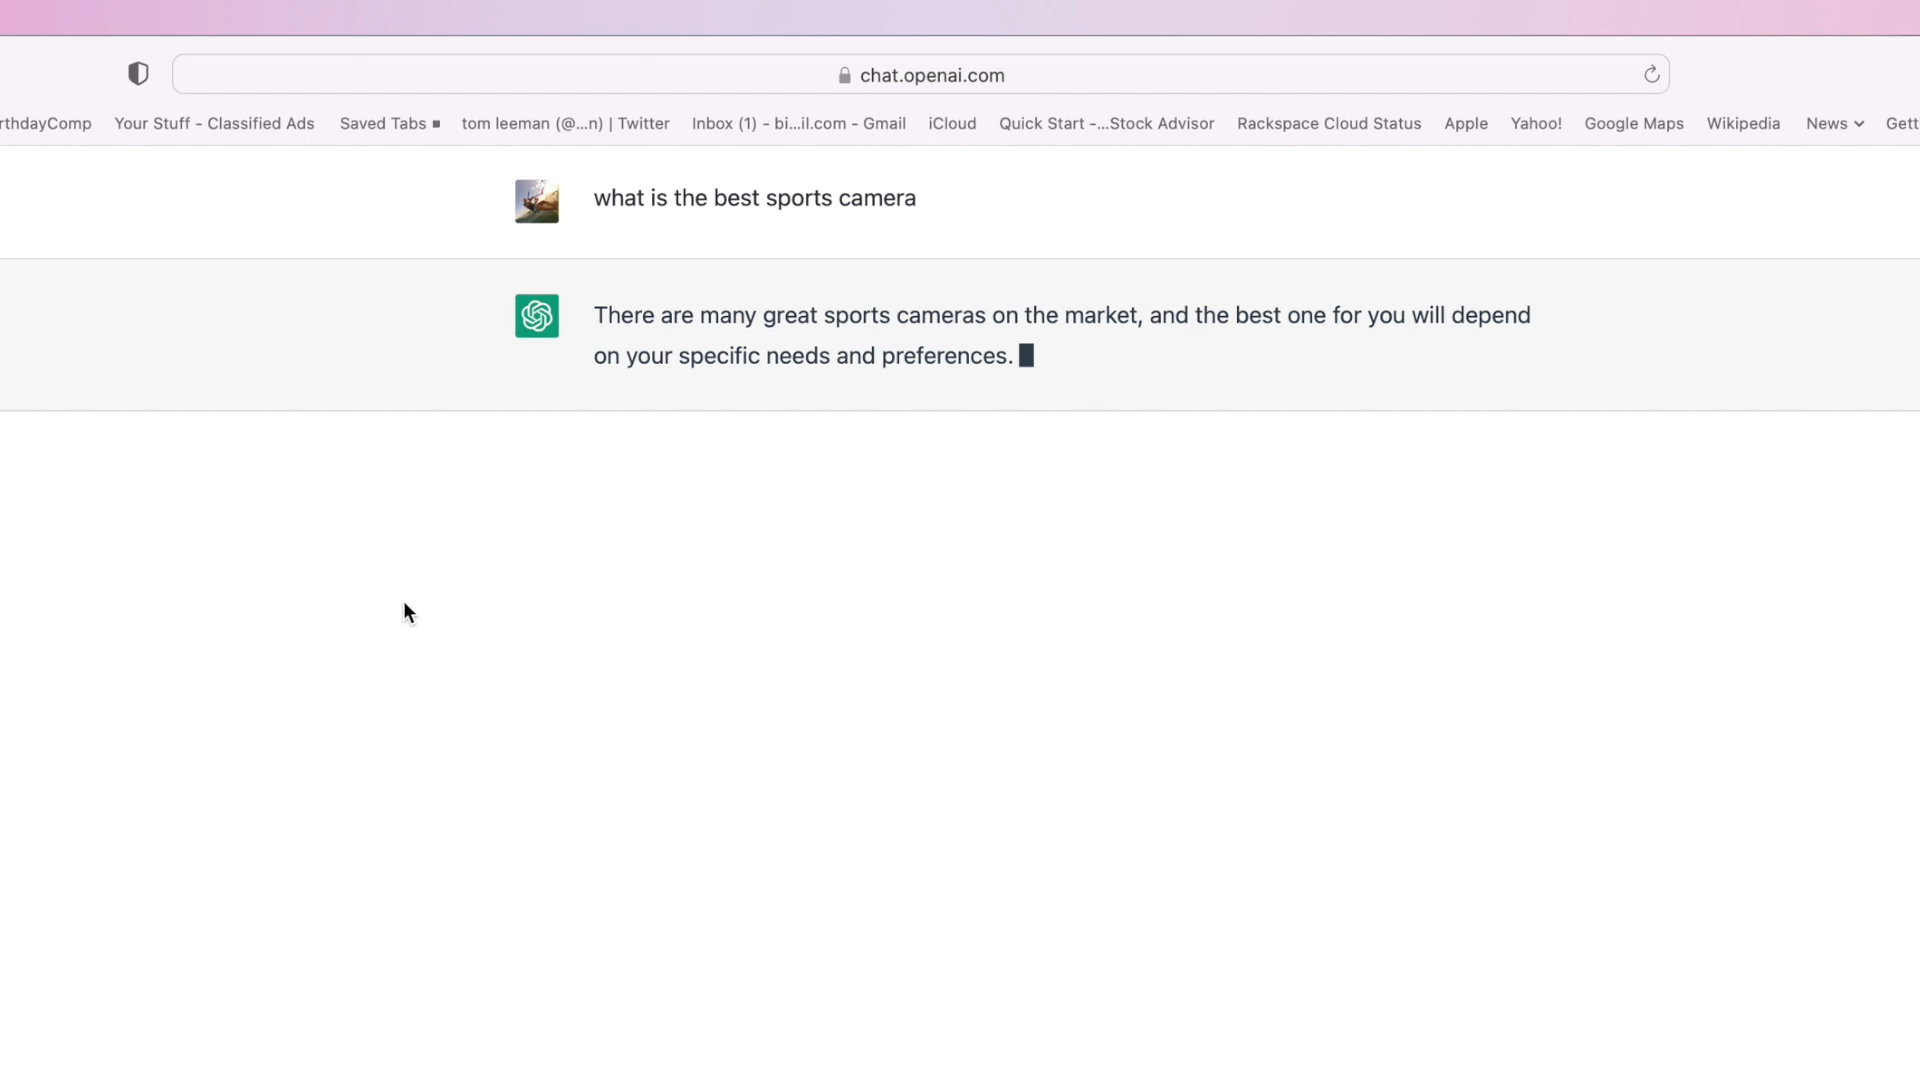 chat.openai.com
rthdayComp Your Stuff - Classified Ads Saved Tabs tom leeman (@...n) | Twitter Inbox (1) - bi...il.com - Gmail iCloud Quick Start -...Stock Advisor Rackspace Cloud Status Apple Yahoo! Google Maps Wikipedia News Gett
what is the best sports camera
There are many great sports cameras on the market, and the best one for you will depend
on your specific needs and preferences.